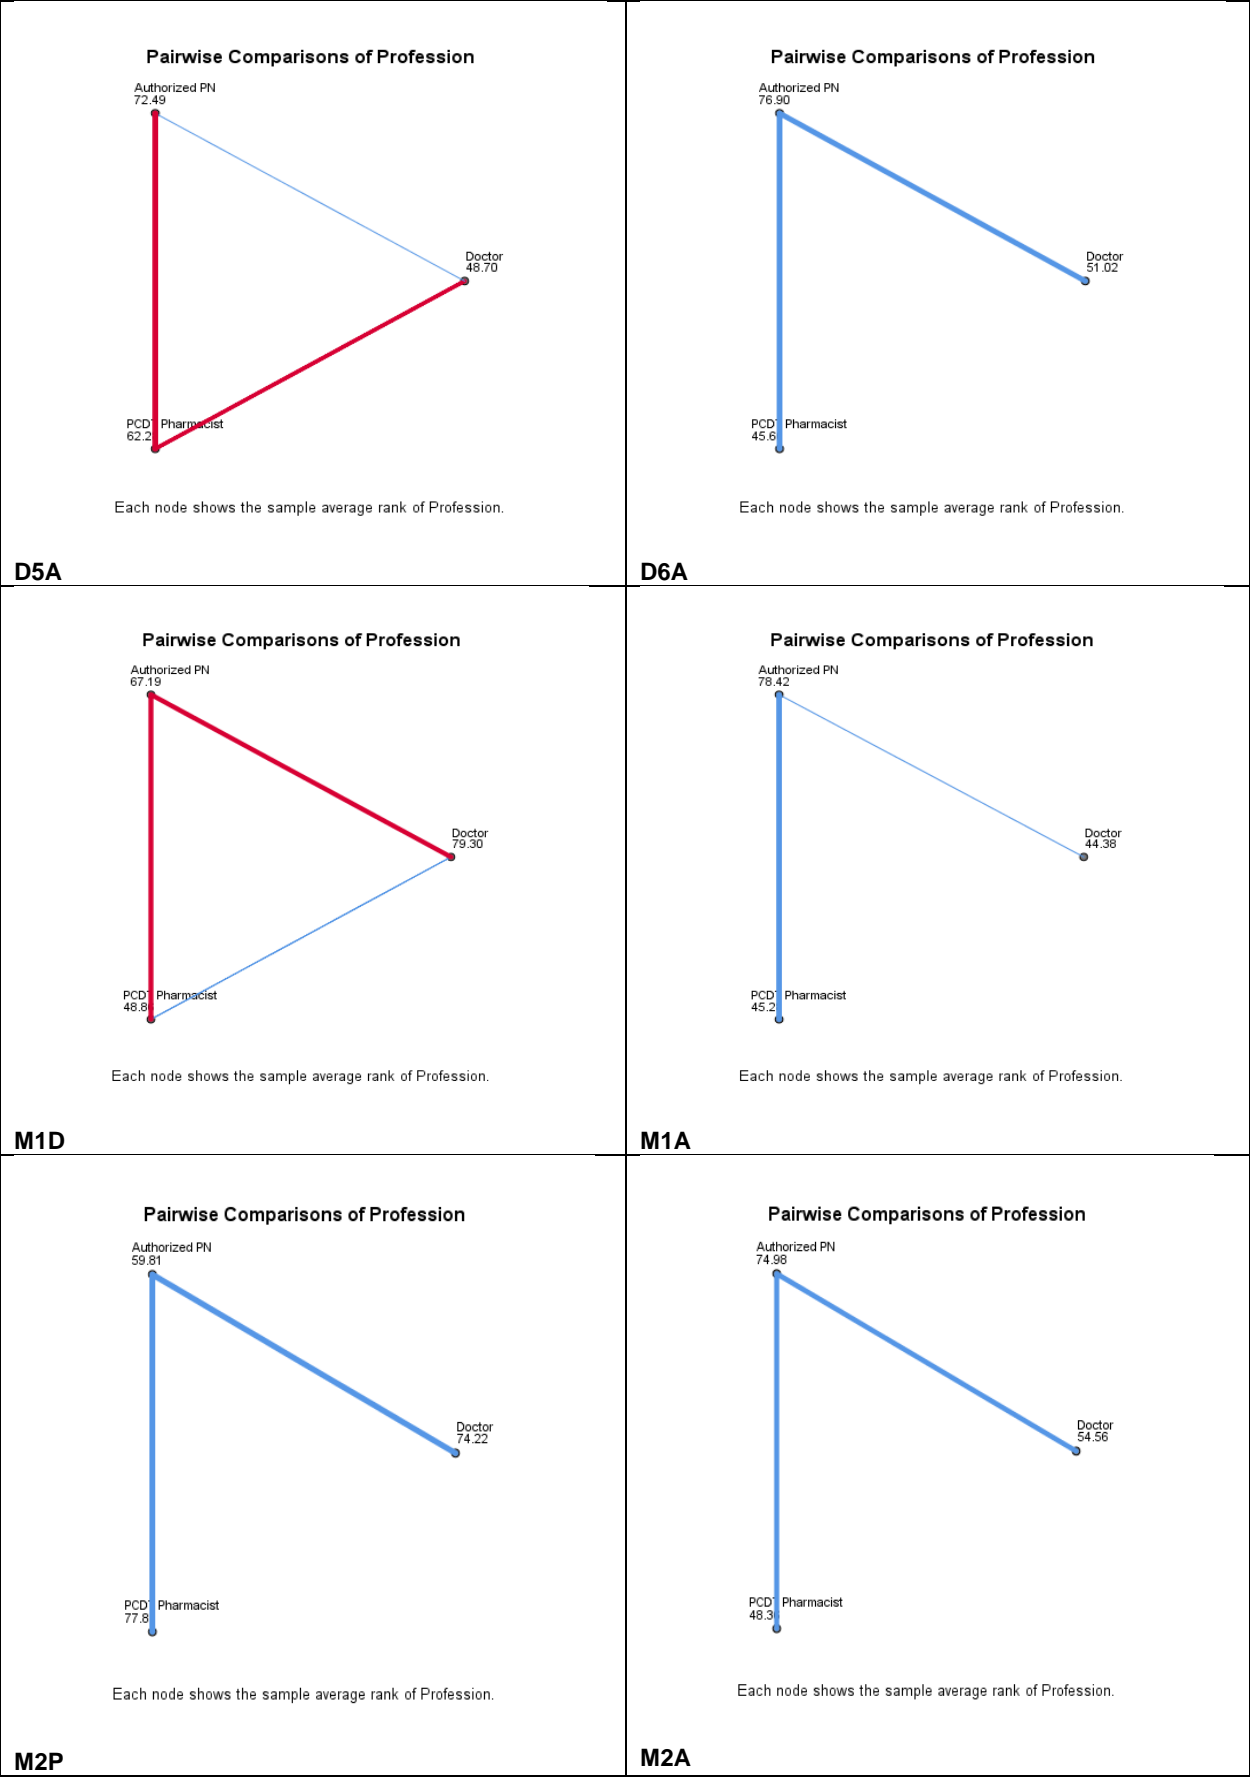 Pairwise Comparisons of Profession
Authorized PN
72.49
Doctor
48.70
Pharmacist
62.2
Each node shows the sample average rank of Profession.
D5A
Pairwise Comparisons of Profession
Authorized PN
76.90
Doctor
51.02
Pharmacist
45.6
Each node shows the sample average rank of Profession.
D6A
Pairwise Comparisons of Profession
Authorized PN
67.19
Doctor
79.30
Pharmacist
48.8
Each node shows the sample average rank of Profession.
M1D
Pairwise Comparisons of Profession
Authorized PN
78.42
Doctor
44.38
Pharmacist
45.2
Each node shows the sample average rank of Profession.
M1A
Pairwise Comparisons of Profession
Authorized PN
59.81
Doctor
74.22
Pharmacist
77.8
Each node shows the sample average rank of Profession.
M2P
Pairwise Comparisons of Profession
Authorized PN
74.98
Doctor
54.56
Pharmacist
48.3
Each node shows the sample average rank of Profession.
M2A